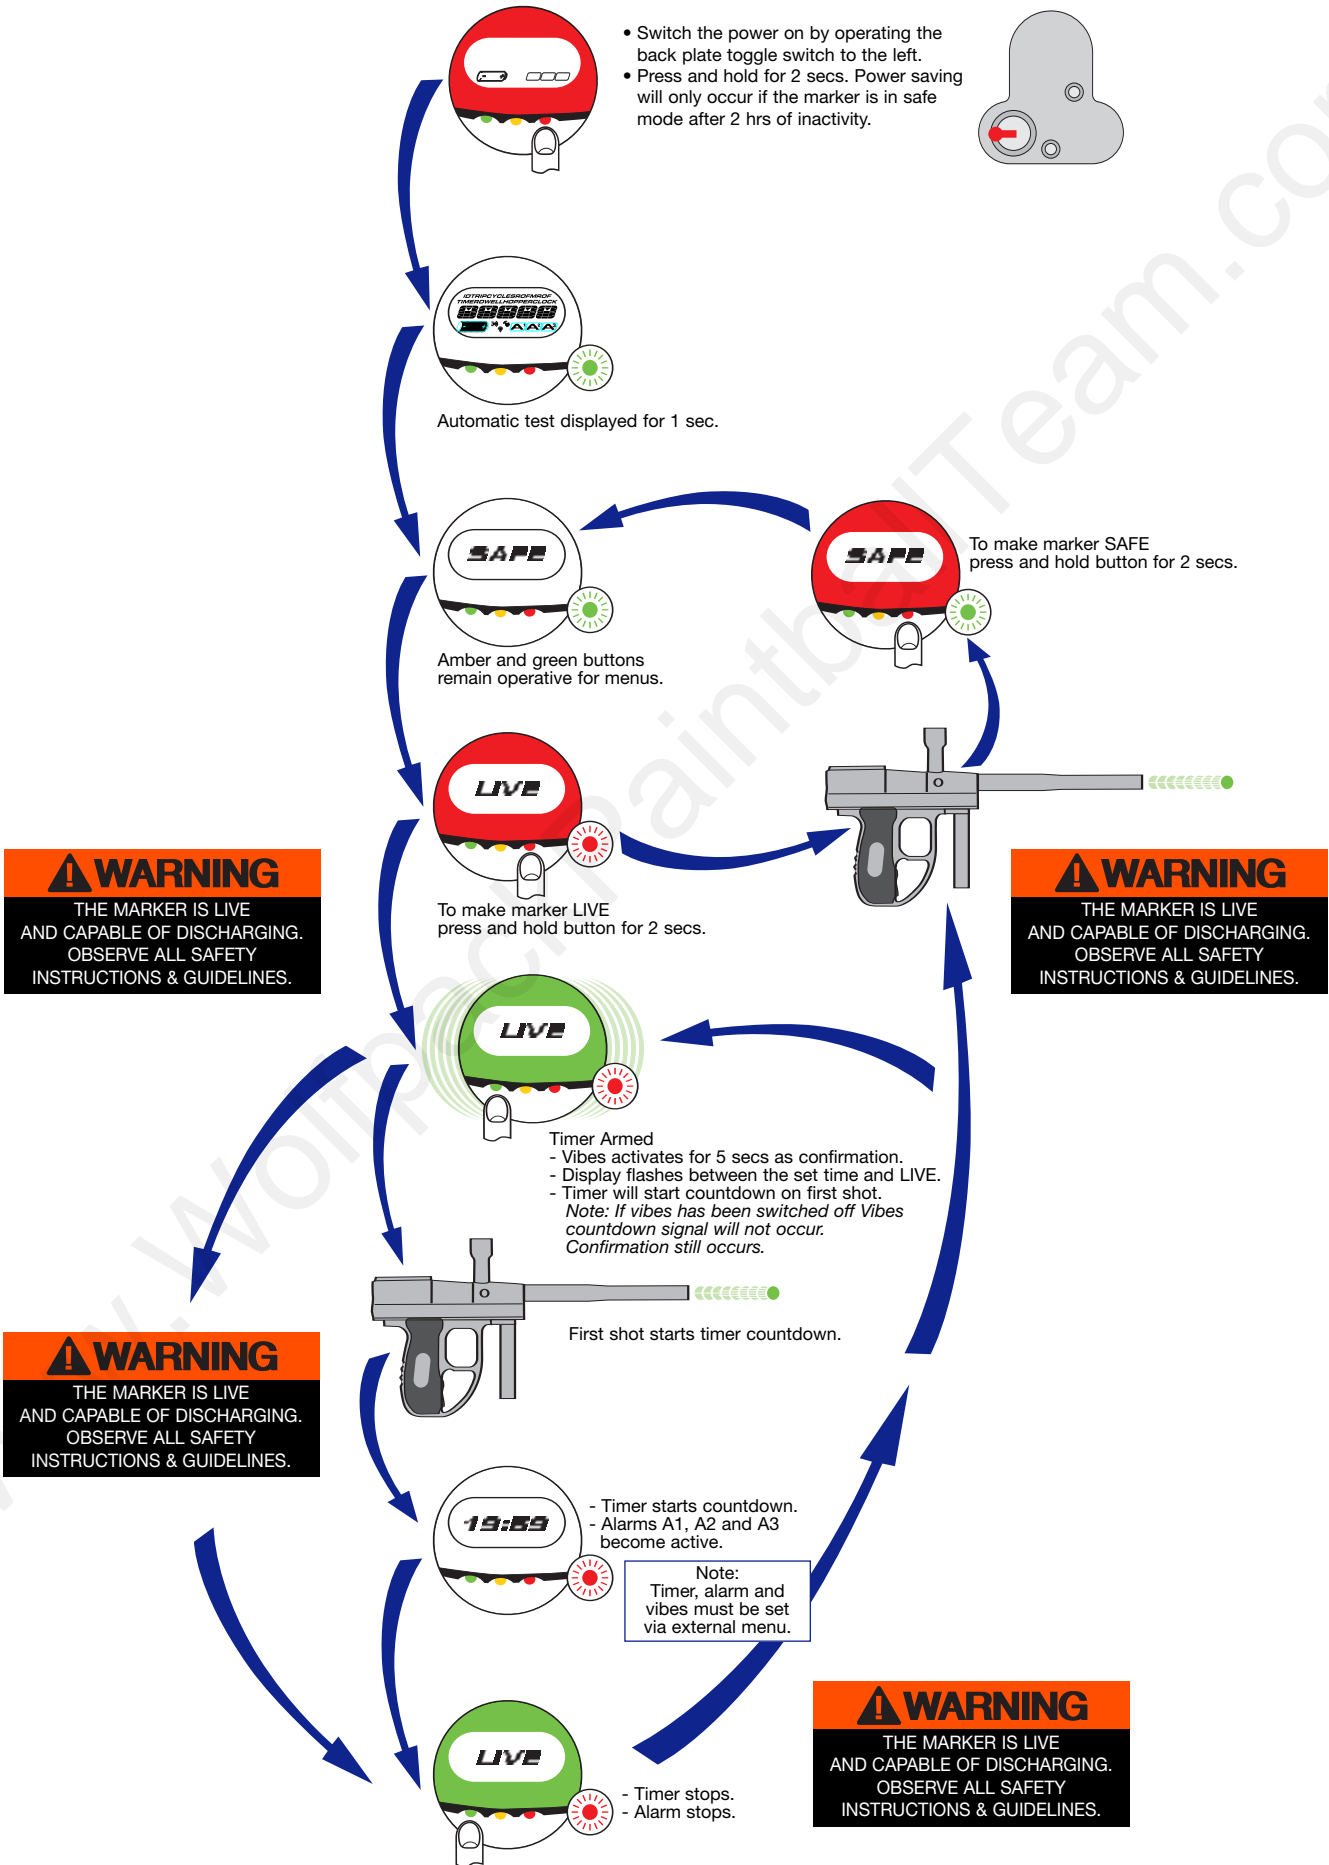 • Switch the power on by operating the
back plate toggle switch to the left.
• Press and hold for 2 secs. Power saving
will only occur if the marker is in safe
mode after 2 hrs of inactivity.
IDTRIPCYCLESROFMROF
TIMERDWELLHOPPERCLOCK
88888
A1 A2 A3
Automatic test displayed for 1 sec.
SAFE
Amber and green buttons
remain operative for menus.
SAFE
To make marker SAFE
press and hold button for 2 secs.
LIVE
To make marker LIVE
press and hold button for 2 secs.
WARNING
THE MARKER IS LIVE
AND CAPABLE OF DISCHARGING.
OBSERVE ALL SAFETY
INSTRUCTIONS & GUIDELINES.
WARNING
THE MARKER IS LIVE
AND CAPABLE OF DISCHARGING.
OBSERVE ALL SAFETY
INSTRUCTIONS & GUIDELINES.
LIVE
Timer Armed
- Vibes activates for 5 secs as confirmation.
- Display flashes between the set time and LIVE.
- Timer will start countdown on first shot.
Note: If vibes has been switched off Vibes
countdown signal will not occur.
Confirmation still occurs.
First shot starts timer countdown.
WARNING
THE MARKER IS LIVE
AND CAPABLE OF DISCHARGING.
OBSERVE ALL SAFETY
INSTRUCTIONS & GUIDELINES.
19:59
- Timer starts countdown.
- Alarms A1, A2 and A3
become active.
Note:
Timer, alarm and
vibes must be set
via external menu.
LIVE
- Timer stops.
- Alarm stops.
WARNING
THE MARKER IS LIVE
AND CAPABLE OF DISCHARGING.
OBSERVE ALL SAFETY
INSTRUCTIONS & GUIDELINES.
www.WolfpackPaintballTeam.com